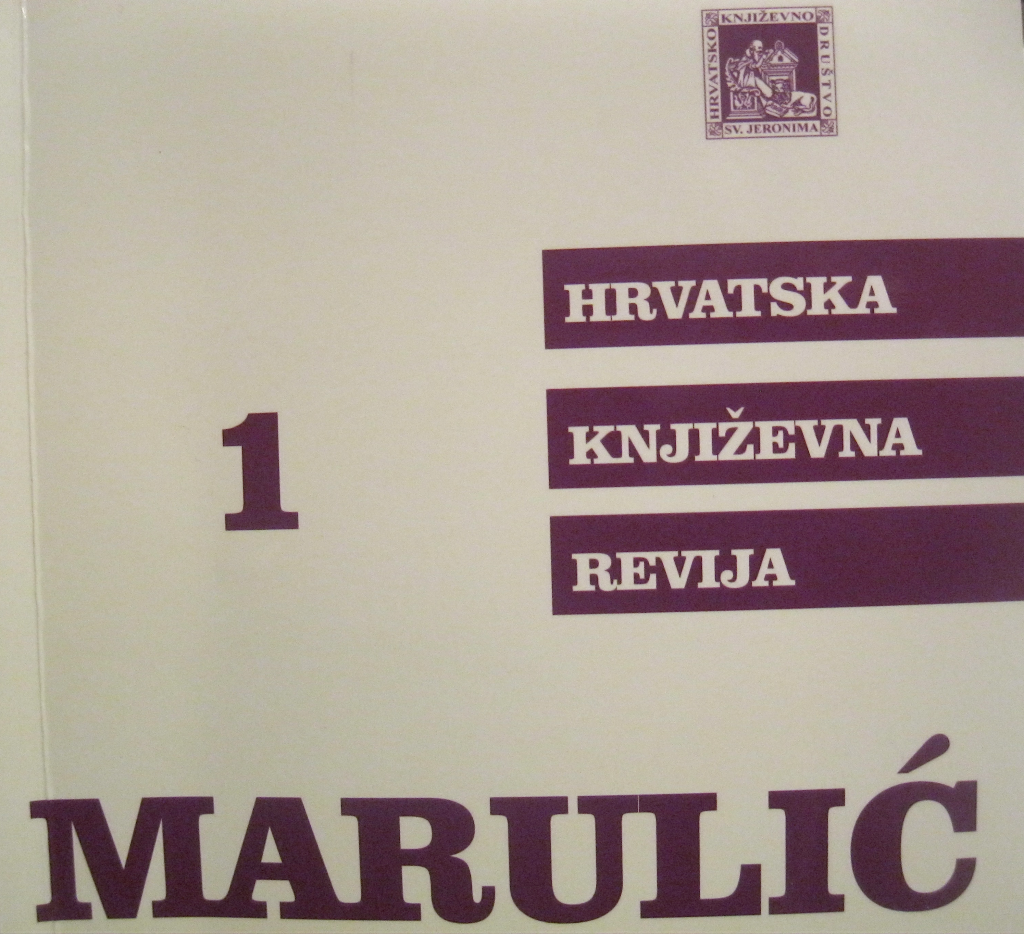 HRVATSKO
KNJIŽEVNO
DRUŠTVO
SV. JERONIMA
HRVATSKA
KNJIŽEVNA
REVIJA
1
MARULIĆ